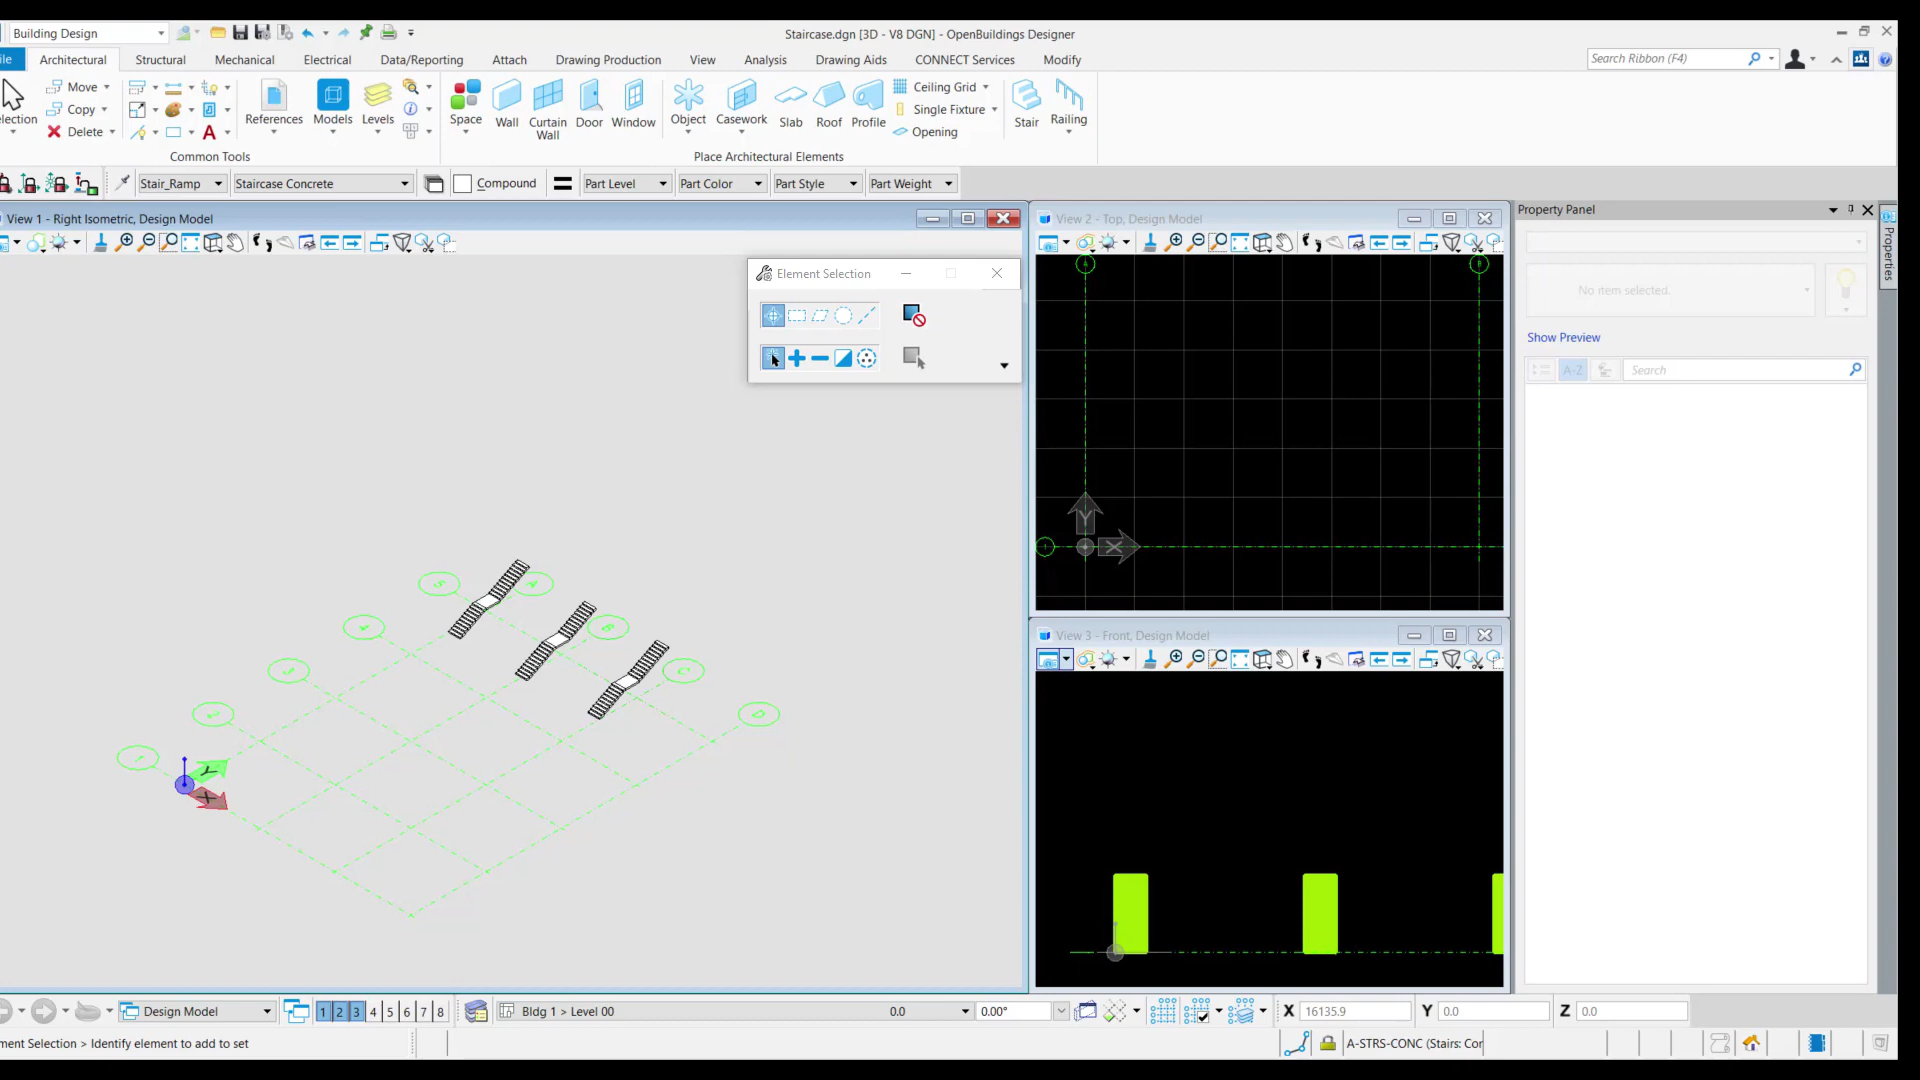 Building Design
Staircase.dgn [3D - V8 DGN] - OpenBuildings Designer
Architectural Structural Mechanical Electrical Data/Reporting Attach Drawing Production View Analysis Drawing Aids CONNECT Services Modify
Search Ribbon (F4)
Move
Copy
Delete
A
References
Models
Levels
Space
Wall
Curtain Wall
Door
Window
Object
Casework
Slab
Roof
Profile
Ceiling Grid
Single Fixture
Opening
Stair
Railing
Common Tools
Place Architectural Elements
Stair_Ramp
Staircase Concrete
Compound
Part Level
Part Color
Part Style
Part Weight
View 1 - Right Isometric, Design Model
View 2 - Top, Design Model
Property Panel
Element Selection
No item selected.
Properties
Show Preview
A-Z
Search
Y
X
View 3 - Front, Design Model
B
C
D
Y
X
Design Model
1 2 3 4 5 6 7 8
Bldg 1 > Level 00
0.0
0.00°
X 16135.9
Y 0.0
Z 0.0
ment Selection > Identify element to add to set
A-STRS-CONC (Stairs: Cor